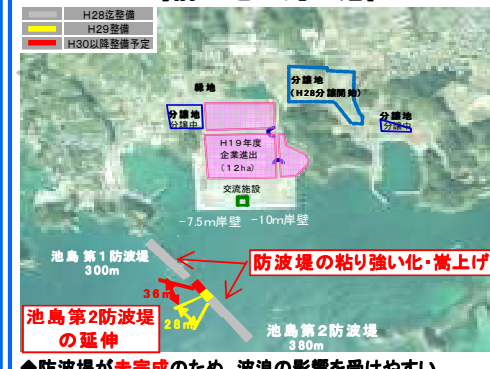 H28迄整備
H29整備
H30以降整備予定
緑地
分譲地
(H28分譲開始)
分譲地
分譲中
分譲地
分譲中
H19年度
企業進出
(12ha)
交流施設
-7.5m岸壁
-10m岸壁
池島 第1防波堤
300m
防波堤の粘り強い化・嵩上げ
36m
池島第2防波堤
の延伸
28m
池島 第2防波堤
380m
◆防波堤が未完成のため、波浪の影響を受けやすい